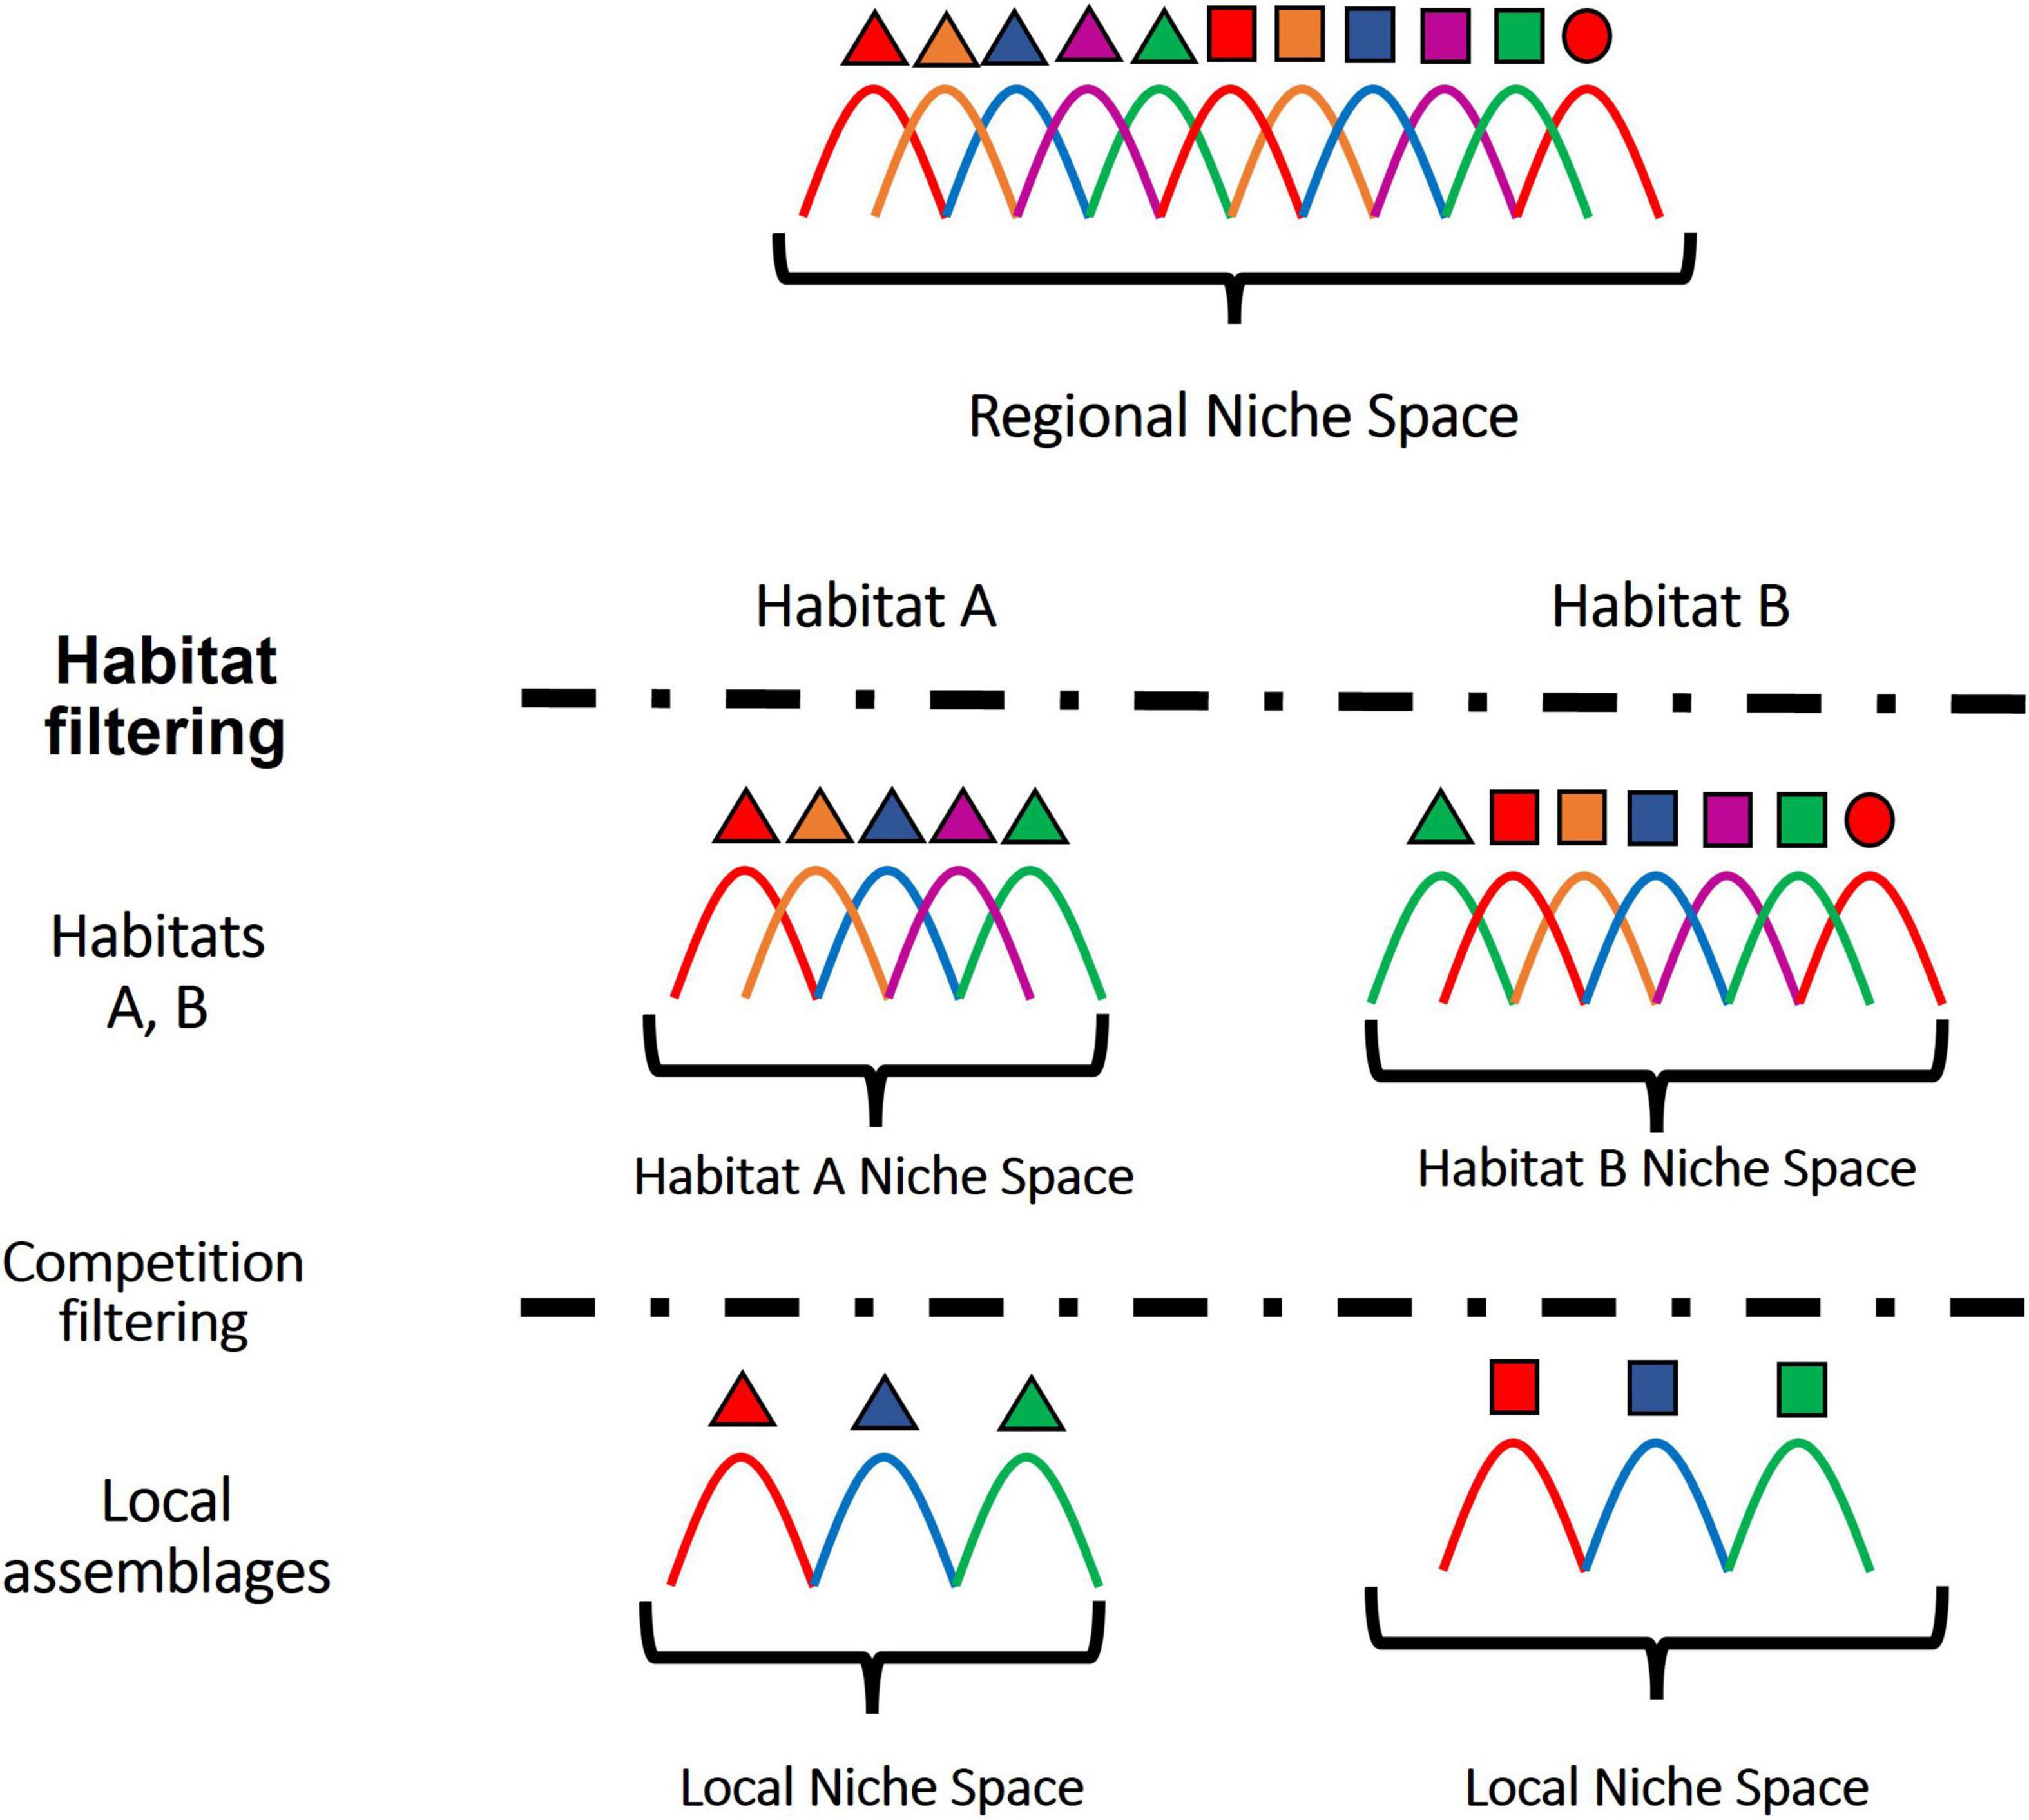 Regional Niche Space
Habitat A
Habitat B
Habitat
filtering
Habitats
A, B
Habitat A Niche Space
Habitat B Niche Space
Competition
filtering
Local
assemblages
Local Niche Space
Local Niche Space